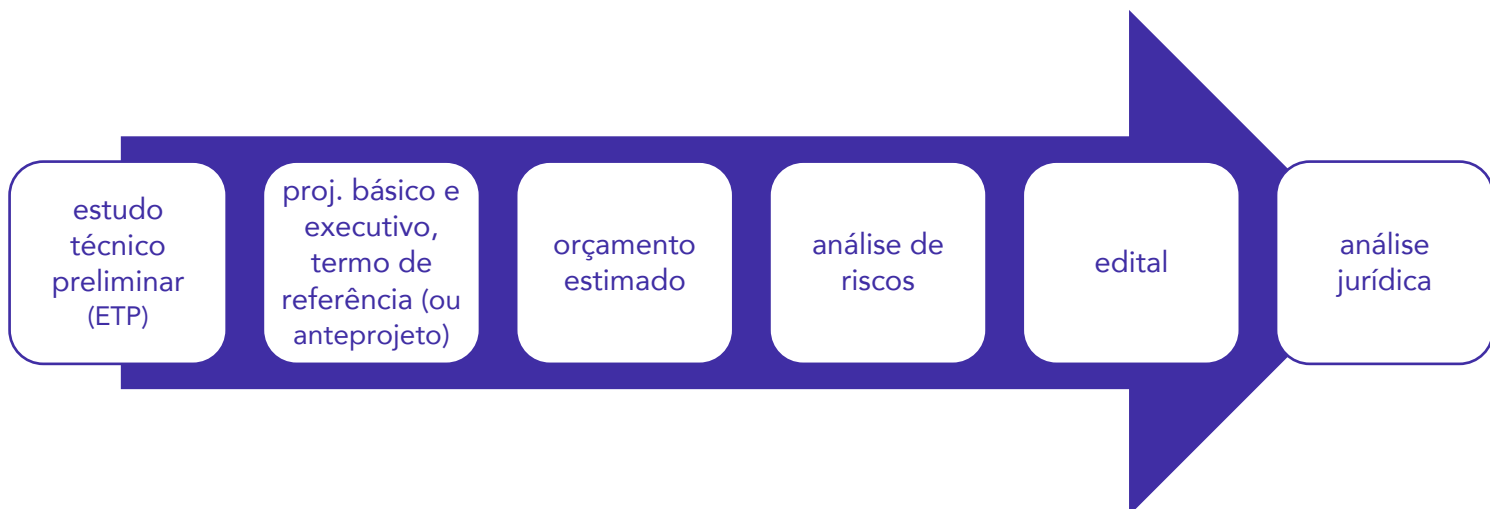 estudo
técnico
preliminar
(ETP)
proj. básico e
executivo,
termo de
referência (ou
anteprojeto)
orçamento
estimado
análise de
riscos
edital
análise
jurídica